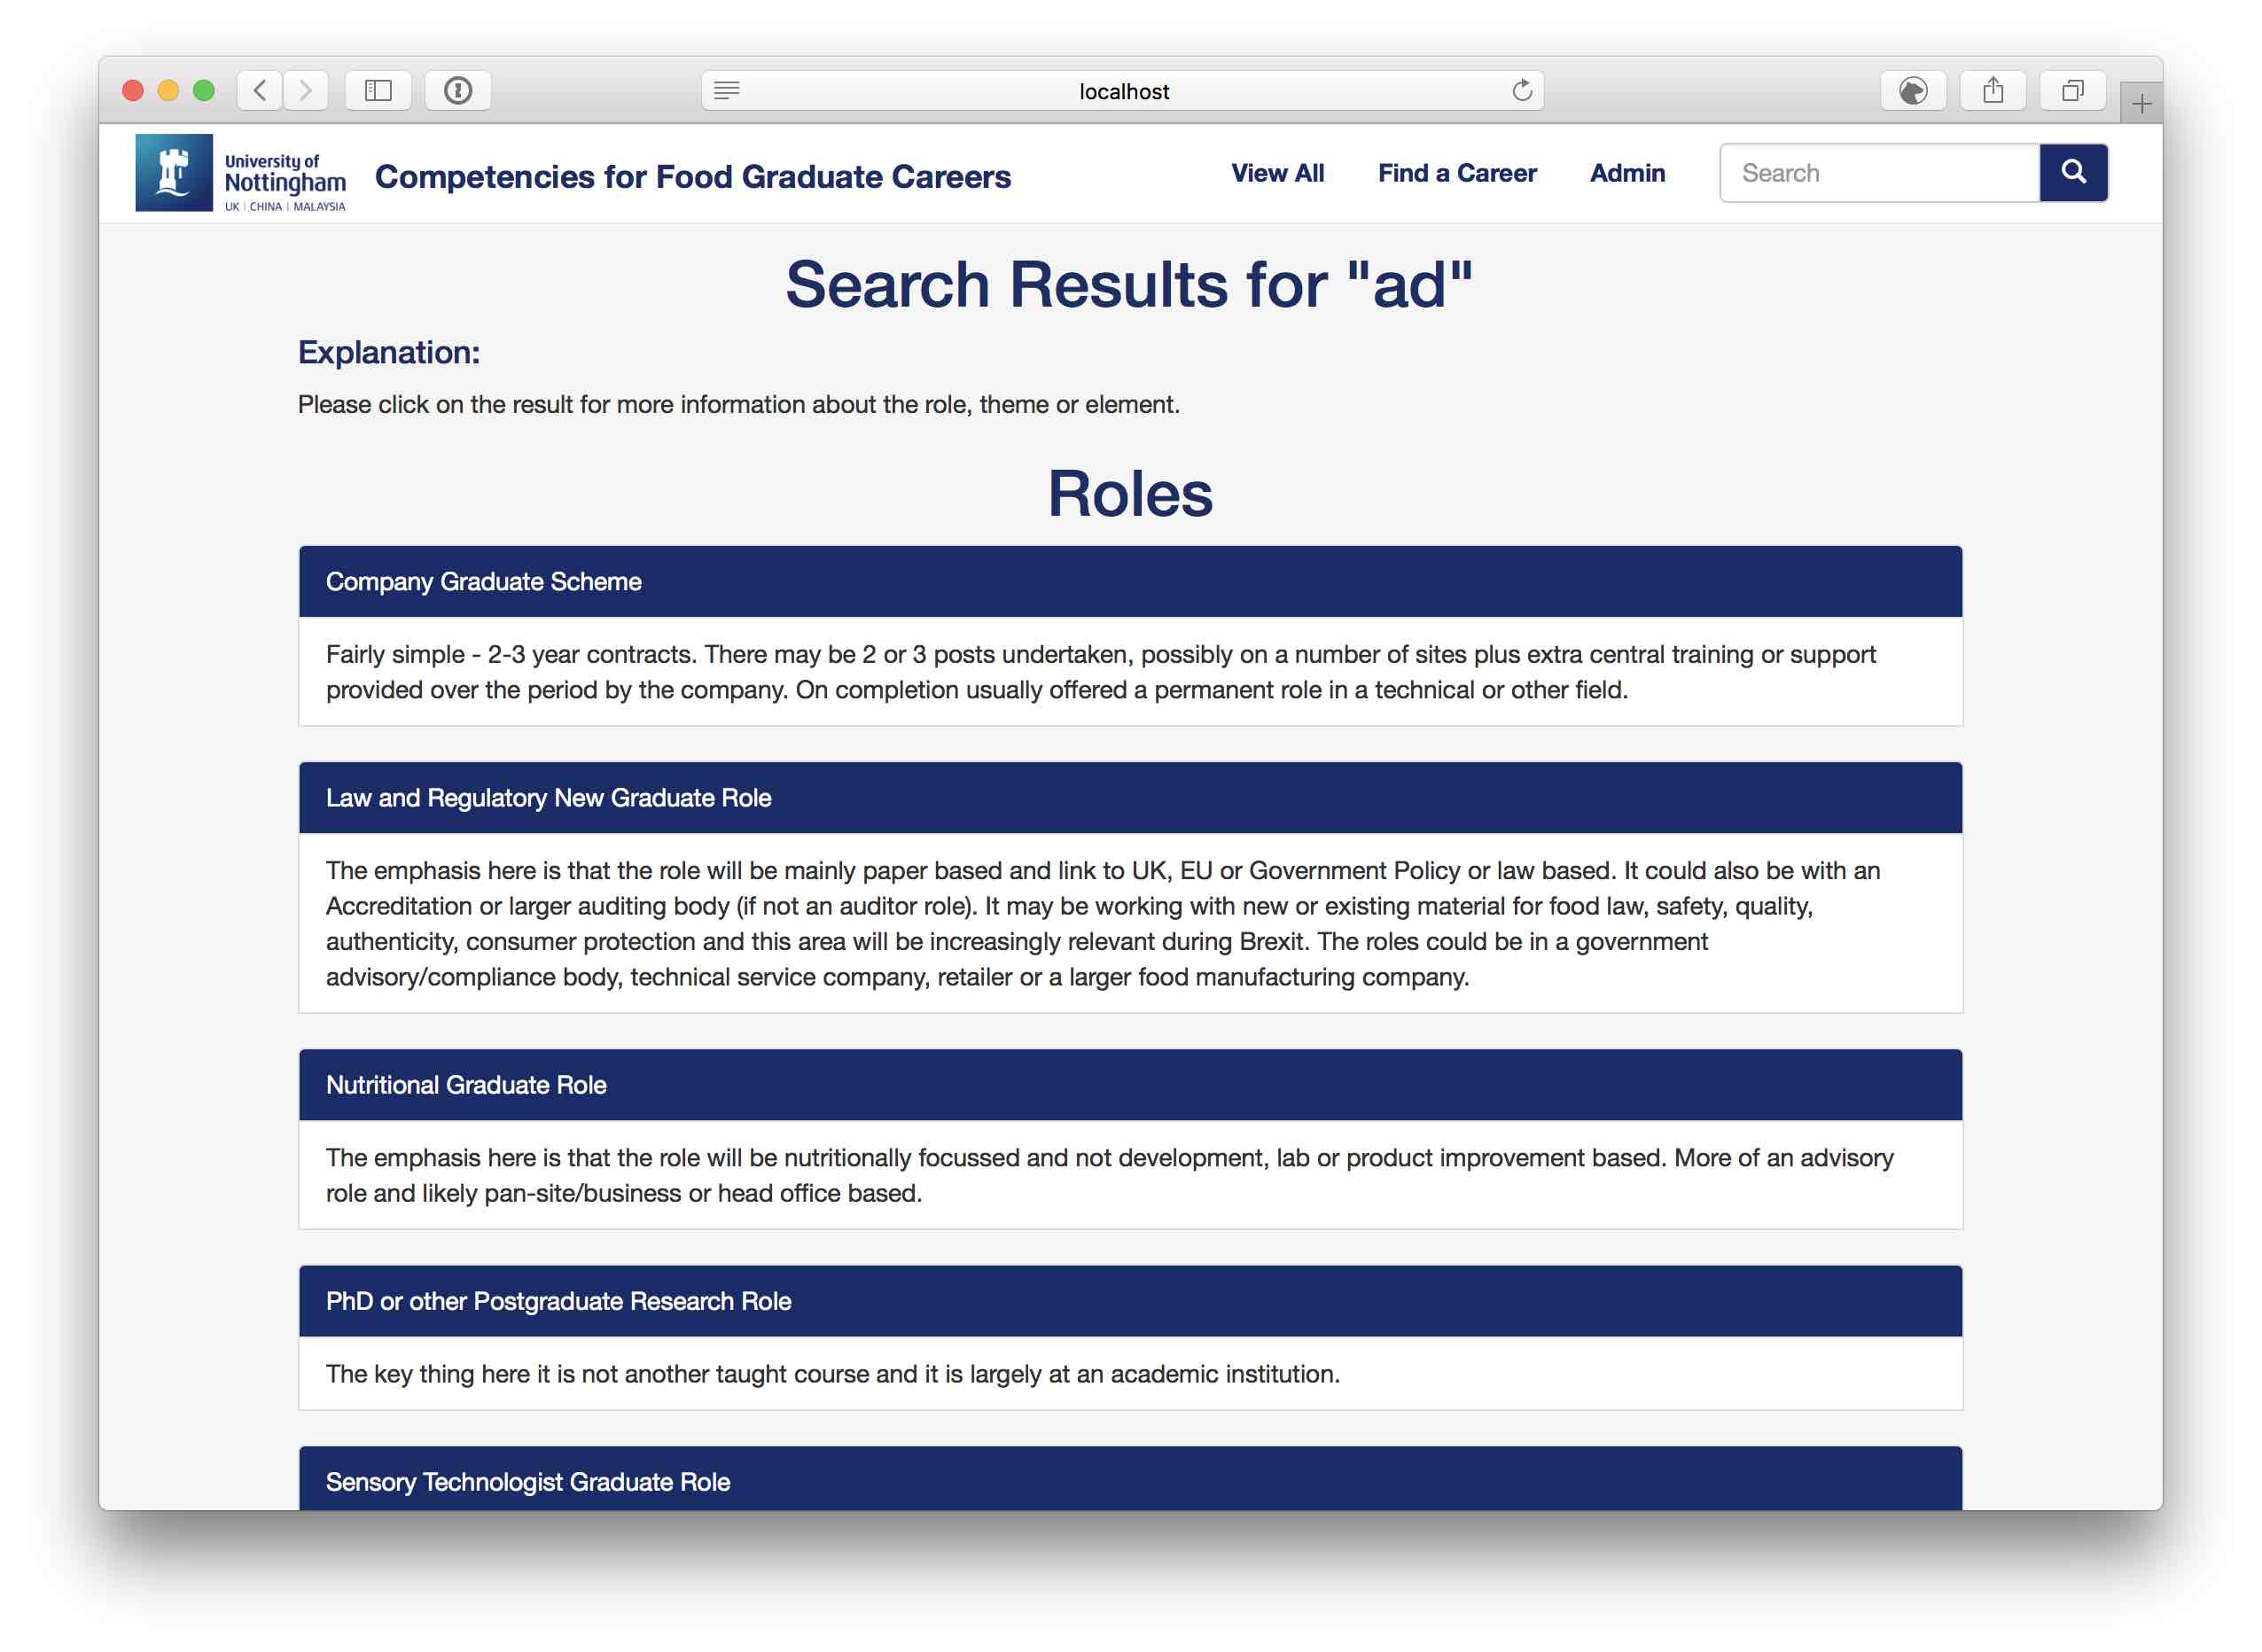 localhost
University of
Nottingham
UK | CHINA | MALAYSIA
Competencies for Food Graduate Careers
View All
Find a Career
Admin
Search
Search Results for "ad"
Explanation:
Please click on the result for more information about the role, theme or element.
Roles
Company Graduate Scheme
Fairly simple - 2-3 year contracts. There may be 2 or 3 posts undertaken, possibly on a number of sites plus extra central training or support
provided over the period by the company. On completion usually offered a permanent role in a technical or other field.
Law and Regulatory New Graduate Role
The emphasis here is that the role will be mainly paper based and link to UK, EU or Government Policy or law based. It could also be with an
Accreditation or larger auditing body (if not an auditor role). It may be working with new or existing material for food law, safety, quality,
authenticity, consumer protection and this area will be increasingly relevant during Brexit. The roles could be in a government
advisory/compliance body, technical service company, retailer or a larger food manufacturing company.
Nutritional Graduate Role
The emphasis here is that the role will be nutritionally focussed and not development, lab or product improvement based. More of an advisory
role and likely pan-site/business or head office based.
PhD or other Postgraduate Research Role
The key thing here it is not another taught course and it is largely at an academic institution.
Sensory Technologist Graduate Role